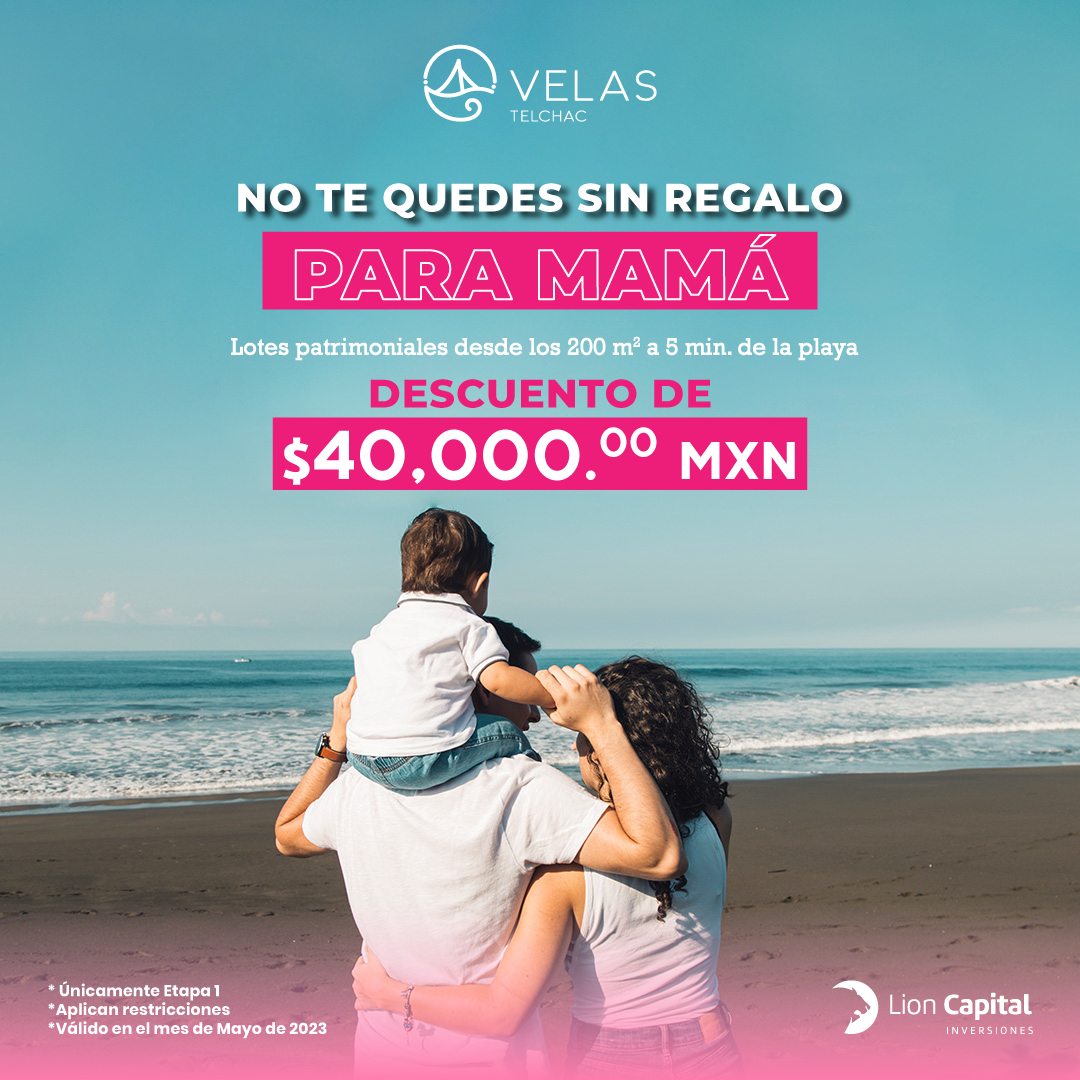 VELAS
TELCHAC
NO TE QUEDES SIN REGALO
PARA MAMÁ
Lotes patrimoniales desde los 200 m² a 5 min. de la playa
DESCUENTO DE
$40,000.⁰⁰ MXN
* Únicamente Etapa 1
*Aplican restricciones
*Válido en el mes de Mayo de 2023
Lion Capital
INVERSIONES